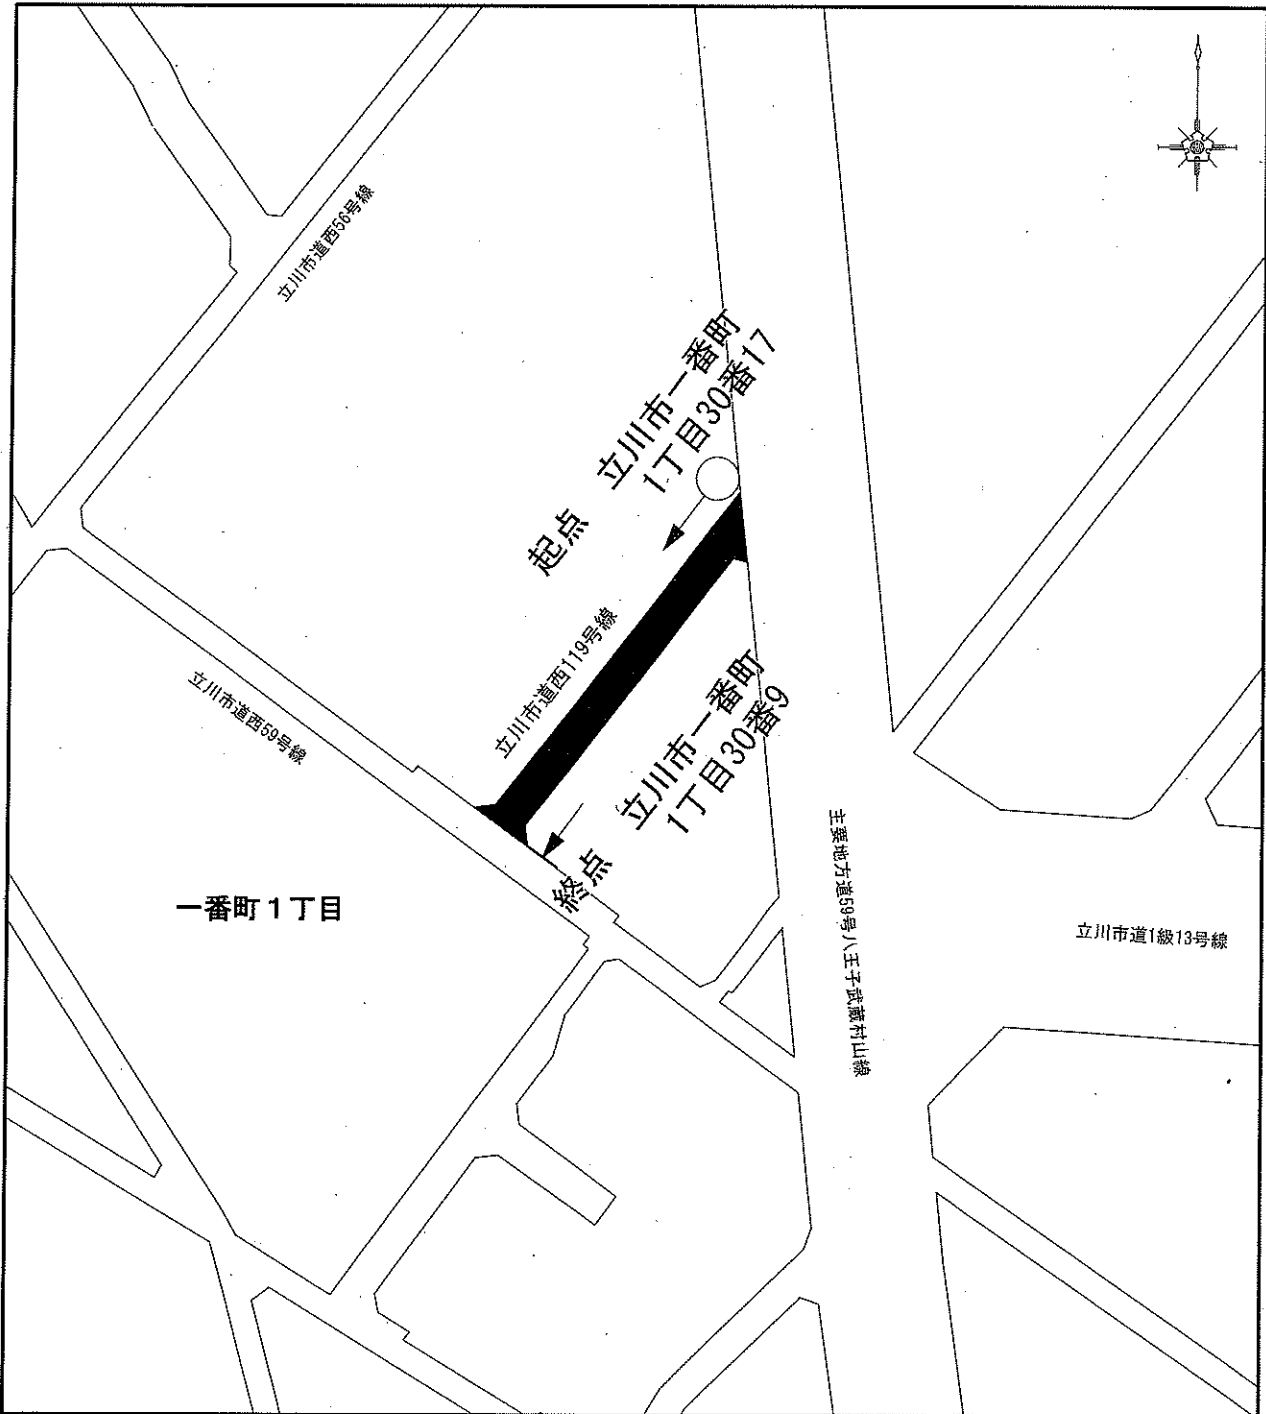 立川市道西56号線
起点 立川市一番町
1丁目30番17
立川市道西119号線
立川市道西59号線
終点 立川市一番町
1丁目30番9
一番町1丁目
主要地方道59号八王子武蔵村山線
立川市道1級13号線